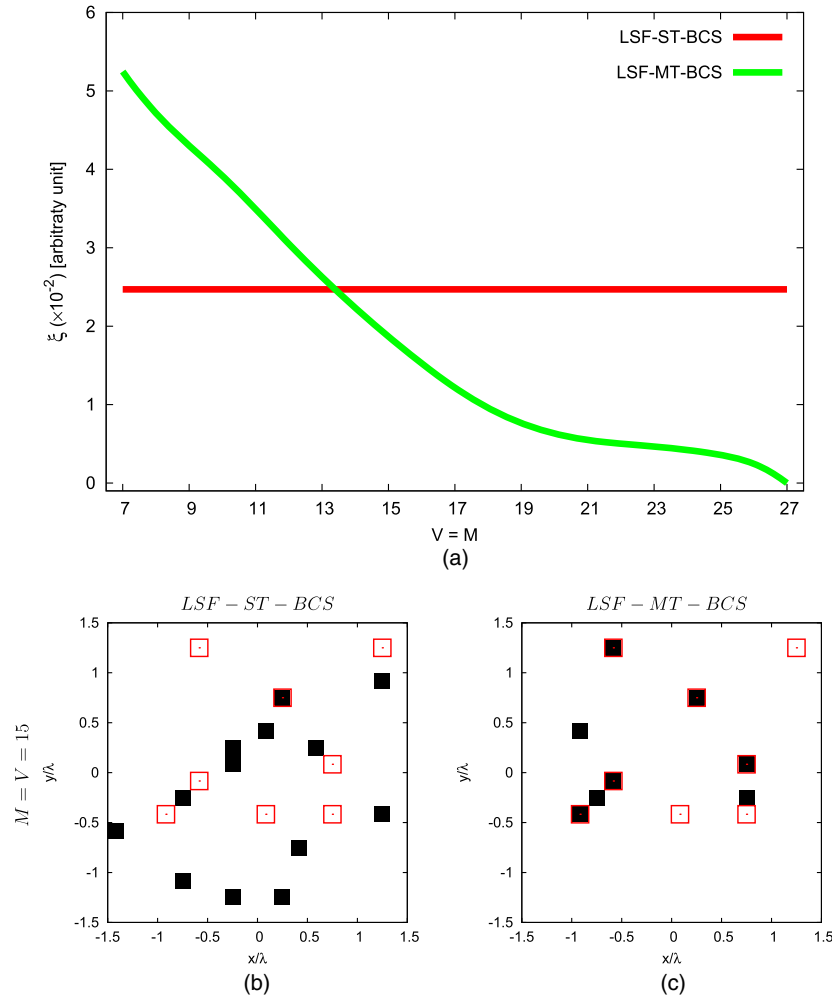 6
5
4
3
2
1
0
ξ (×10⁻²) [arbitraty unit]
LSF-ST-BCS
LSF-MT-BCS
7 9 11 13 15 17 19 21 23 25 27
V = M
(a)
LSF − ST − BCS
M = V = 15
1.5
1
0.5
0
-0.5
-1
-1.5
y/λ
-1.5 -1 -0.5 0 0.5 1 1.5
x/λ
(b)
LSF − MT − BCS
1.5
1
0.5
0
-0.5
-1
-1.5
y/λ
-1.5 -1 -0.5 0 0.5 1 1.5
x/λ
(c)